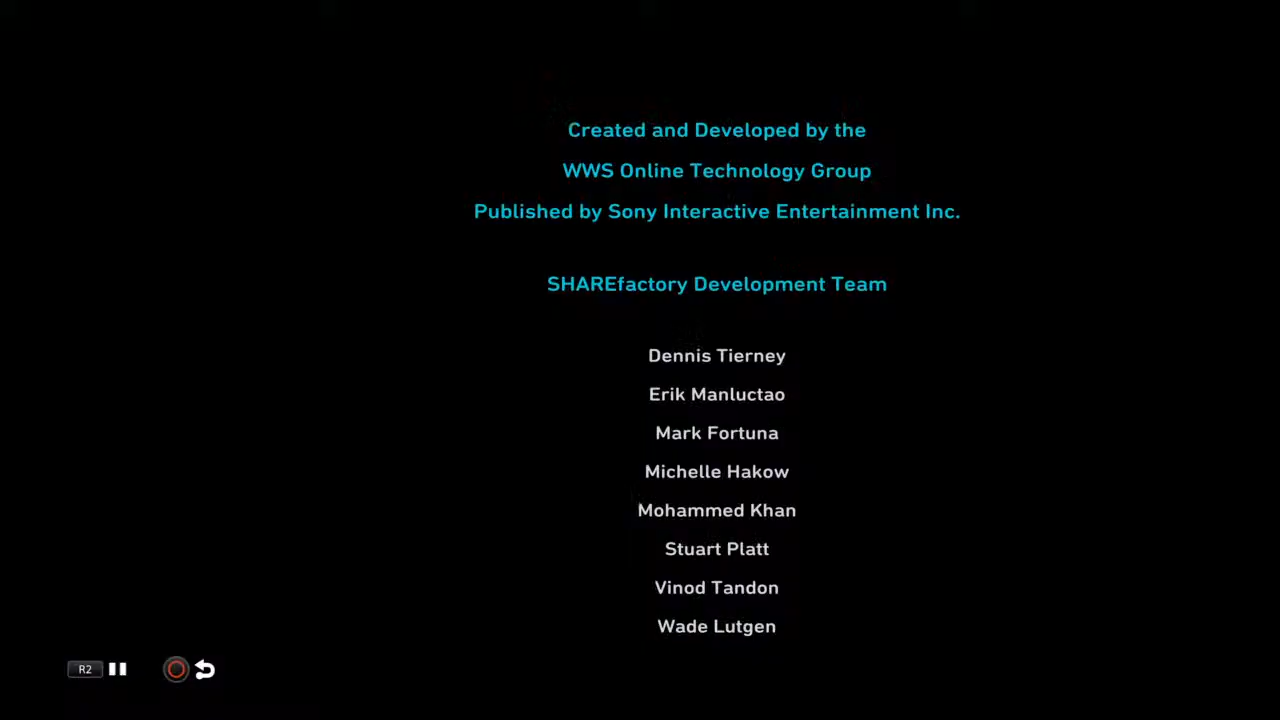 Created and Developed by the
WWS Online Technology Group
Published by Sony Interactive Entertainment Inc.
SHAREfactory Development Team
Dennis Tierney
Erik Manluctao
Mark Fortuna
Michelle Hakow
Mohammed Khan
Stuart Platt
Vinod Tandon
Wade Lutgen
R2